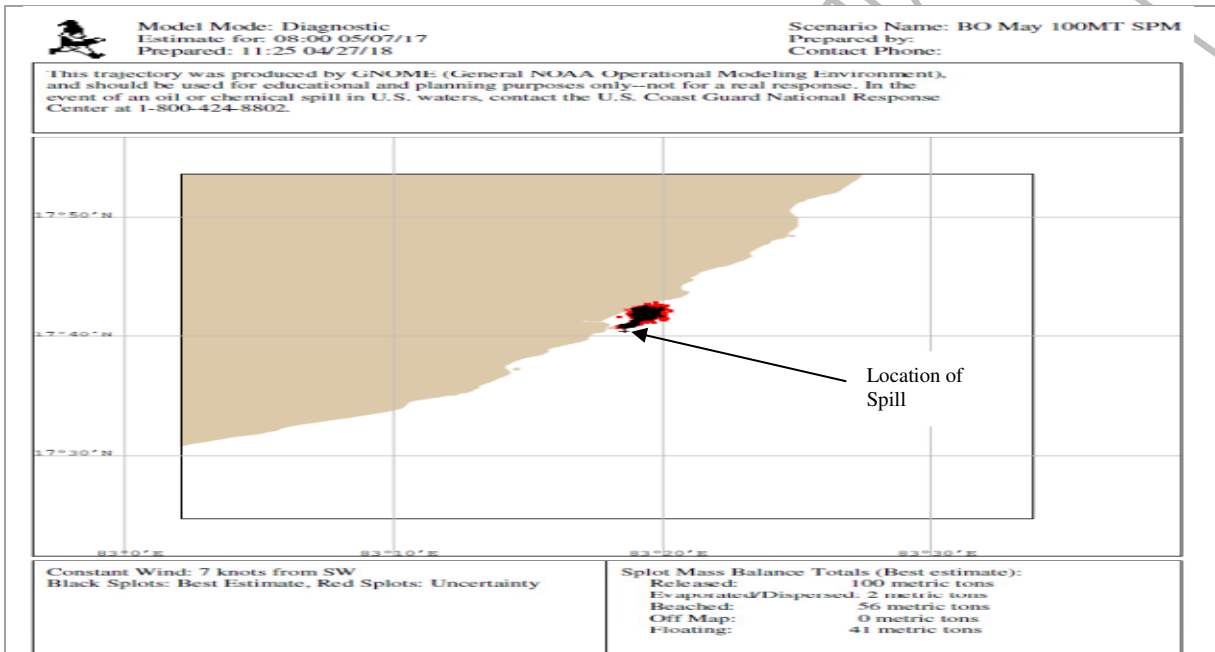 Model Mode: Diagnostic
Estimate for: 08:00 05/07/17
Prepared: 11:25 04/27/18
Scenario Name: BO May 100MT SPM
Prepared by:
Contact Phone:
This trajectory was produced by GNOME (General NOAA Operational Modeling Environment),
and should be used for educational and planning purposes only--not for a real response. In the
event of an oil or chemical spill in U.S. waters, contact the U.S. Coast Guard National Response
Center at 1-800-424-8802.
17°50'N
17°40'N
17°30'N
Location of
Spill
83°0'E
83°10'E
83°20'E
83°30'E
Constant Wind: 7 knots from SW
Black Splots: Best Estimate, Red Splots: Uncertainty
Splot Mass Balance Totals (Best estimate):
Released: 100 metric tons
Evaporated/Dispersed: 2 metric tons
Beached: 56 metric tons
Off Map: 0 metric tons
Floating: 41 metric tons